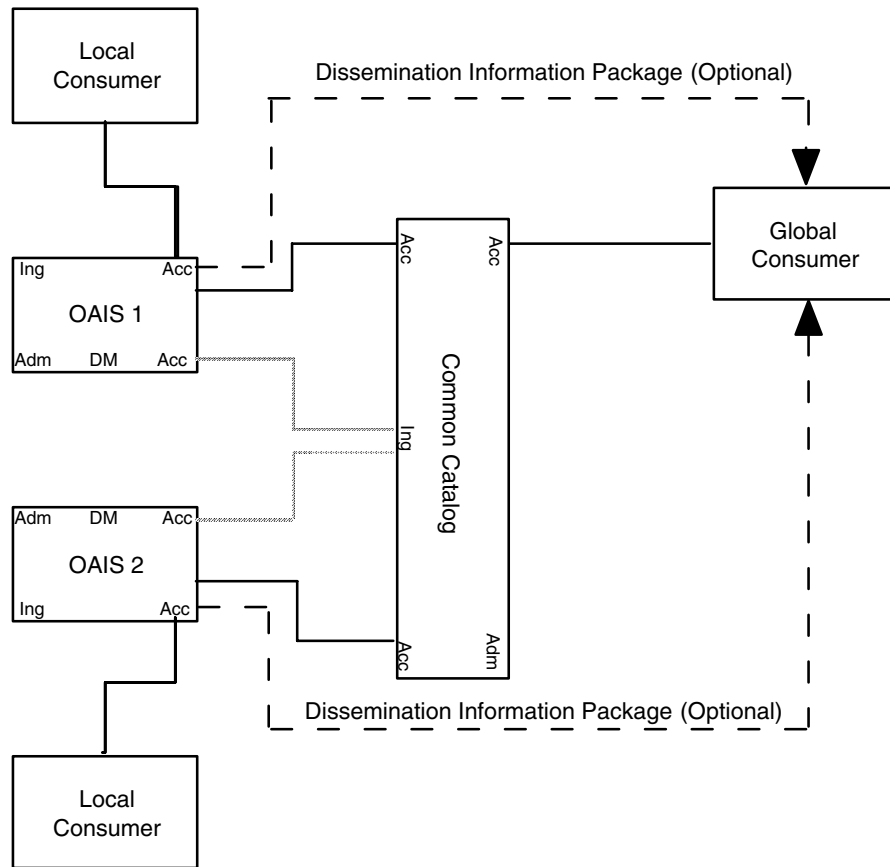 Local
Consumer
Dissemination Information Package (Optional)
Global
Consumer
Ing
Acc
OAIS 1
Adm
DM
Acc
Acc
Acc
Ing
Common Catalog
Acc
Adm
Adm
DM
Acc
OAIS 2
Ing
Acc
Dissemination Information Package (Optional)
Local
Consumer